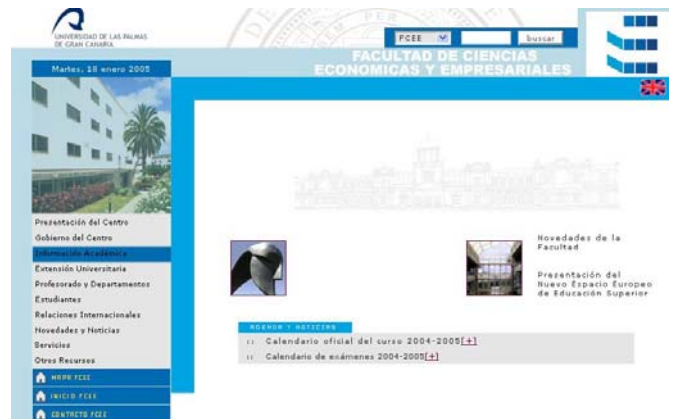 UNIVERSIDAD DE LAS PALMAS
DE GRAN CANARIA
FCEE
buscar
FACULTAD DE CIENCIAS
ECONOMICAS Y EMPRESARIALES
Martes, 18 enero 2005
Presentación del Centro
Gobierno del Centro
Información Académica
Extensión Universitaria
Profesorado y Departamentos
Estudiantes
Relaciones Internacionales
Novedades y Noticias
Servicios
Otros Recursos
MAPA FCEE
INICIO FCEE
CONTACTO FCEE
Novedades de la
Facultad
Presentación del
Nuevo Espacio Europeo
de Educación Superior
AGENDA Y NOTICIAS
:: Calendario oficial del curso 2004-2005[+]
:: Calendario de exámenes 2004-2005[+]